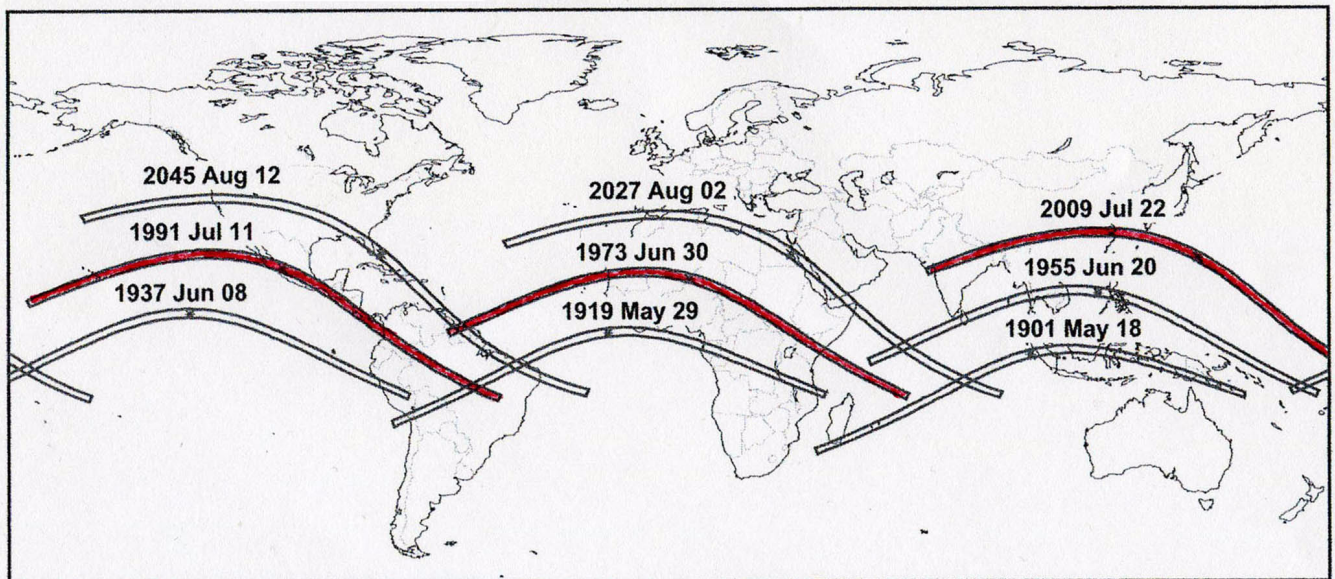 2045 Aug 12
2027 Aug 02
2009 Jul 22
1991 Jul 11
1973 Jun 30
1955 Jun 20
1937 Jun 08
1919 May 29
1901 May 18